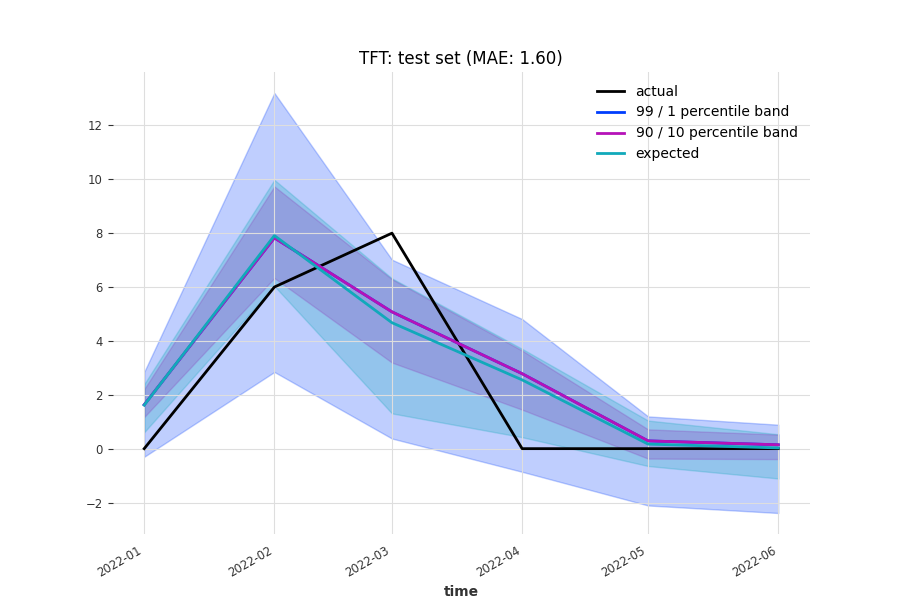 TFT: test set (MAE: 1.60)
actual
99 / 1 percentile band
90 / 10 percentile band
expected
12
10
8
6
4
2
0
−2
2022-01
2022-02
2022-03
2022-04
2022-05
2022-06
time